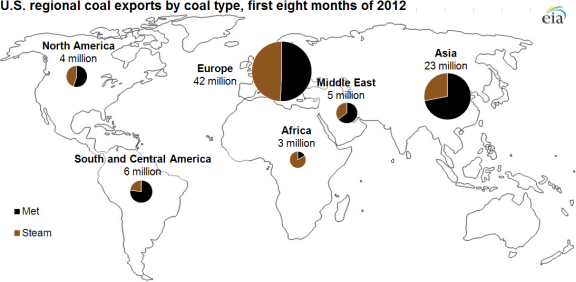 U.S. regional coal exports by coal type, first eight months of 2012
eia
North America
4 million
Europe
42 million
Asia
23 million
Middle East
5 million
Africa
3 million
South and Central America
6 million
Met
Steam